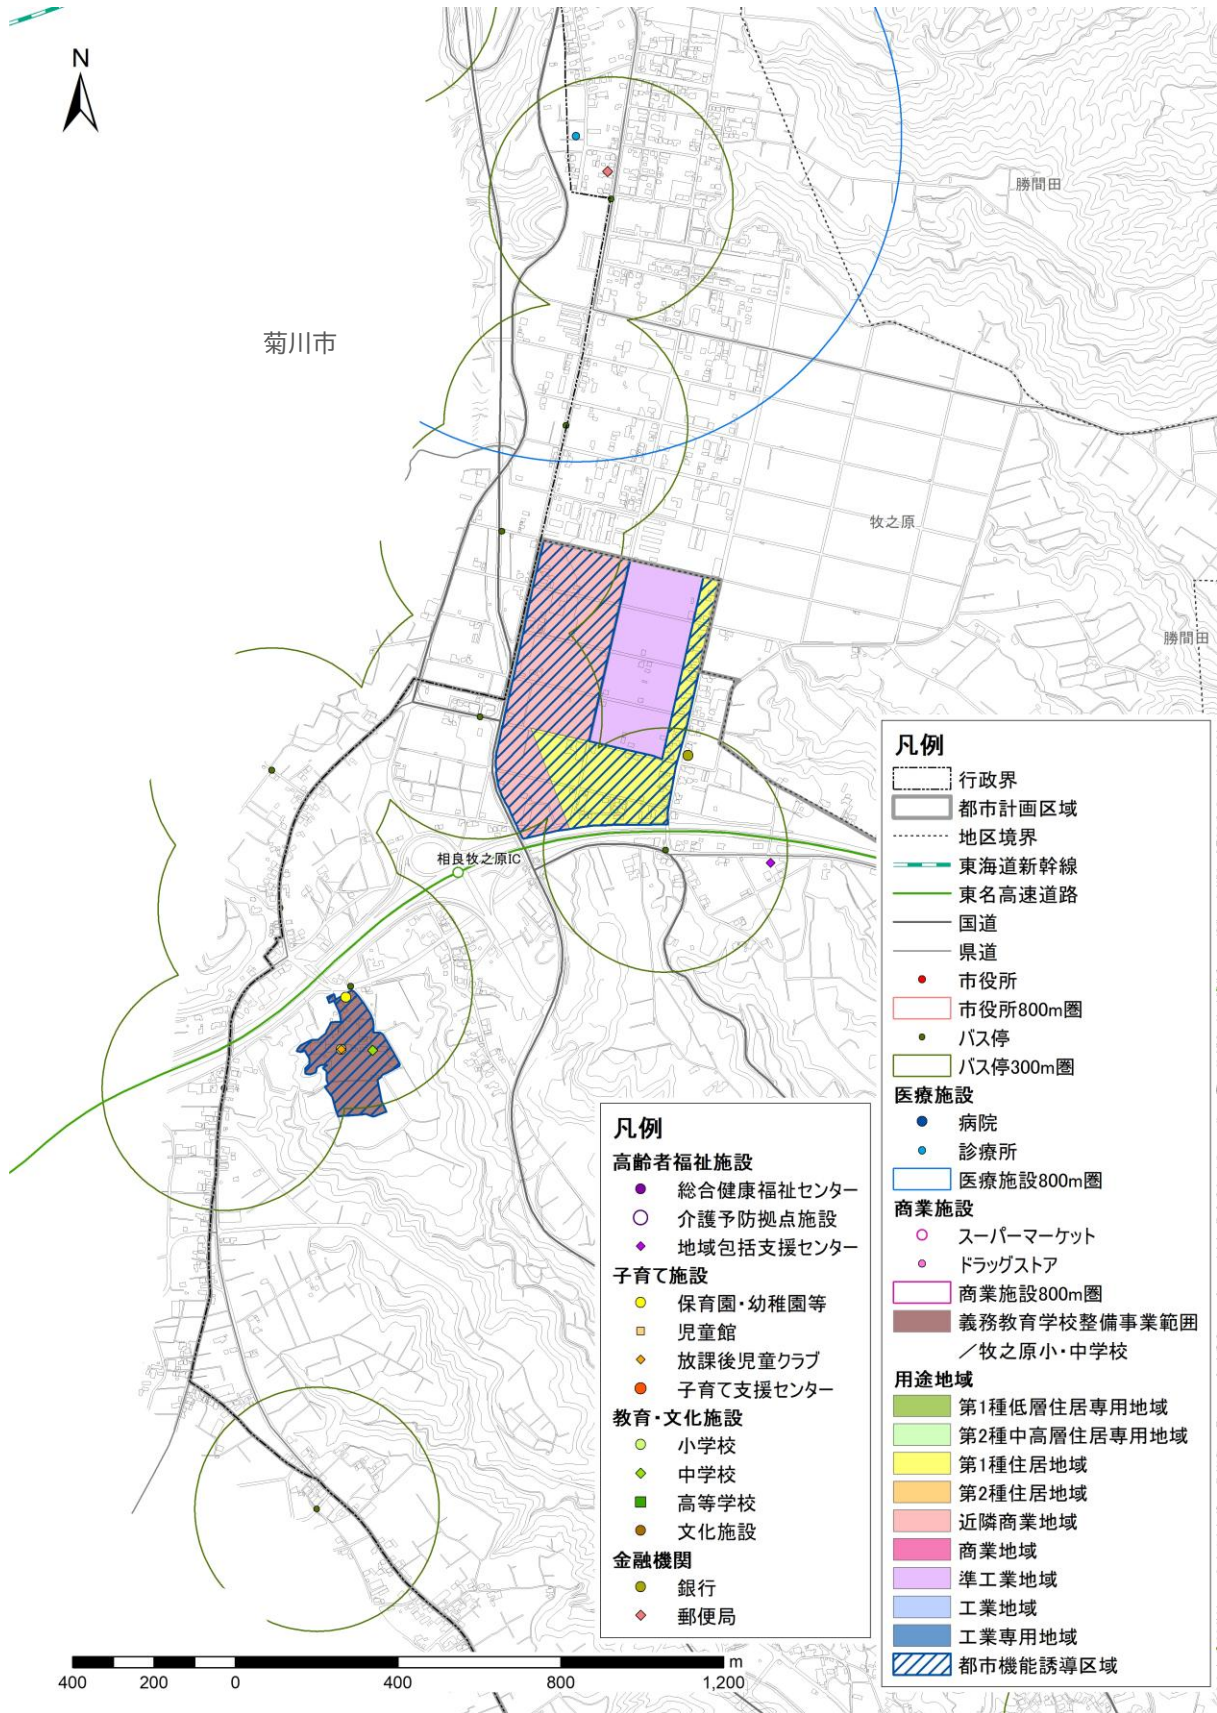 N
勝間田
菊川市
牧之原
勝間田
相良牧之原IC
凡例
行政界
都市計画区域
地区境界
東海道新幹線
東名高速道路
国道
県道
市役所
市役所800m圏
バス停
バス停300m圏
医療施設
病院
診療所
医療施設800m圏
商業施設
スーパーマーケット
ドラッグストア
商業施設800m圏
義務教育学校整備事業範囲
／牧之原小・中学校
用途地域
第1種低層住居専用地域
第2種中高層住居専用地域
第1種住居地域
第2種住居地域
近隣商業地域
商業地域
準工業地域
工業地域
工業専用地域
都市機能誘導区域
凡例
高齢者福祉施設
総合健康福祉センター
介護予防拠点施設
地域包括支援センター
子育て施設
保育園・幼稚園等
児童館
放課後児童クラブ
子育て支援センター
教育・文化施設
小学校
中学校
高等学校
文化施設
金融機関
銀行
郵便局
m
400 200 0 400 800 1,200